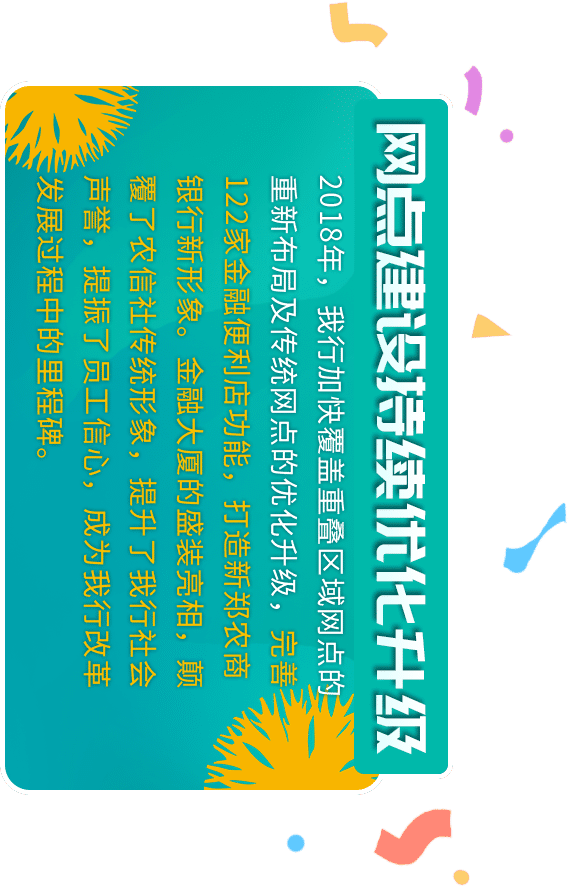 网点建设持续优化升级
2018年，我行加快覆盖重叠区域网点的
重新布局及传统网点的优化升级，完善
122家金融便利店功能，打造新郑农商
银行新形象。金融大厦的盛装亮相，颠
覆了农信社传统形象，提升了我行社会
声誉，提振了员工信心，成为我行改革
发展过程中的里程碑。